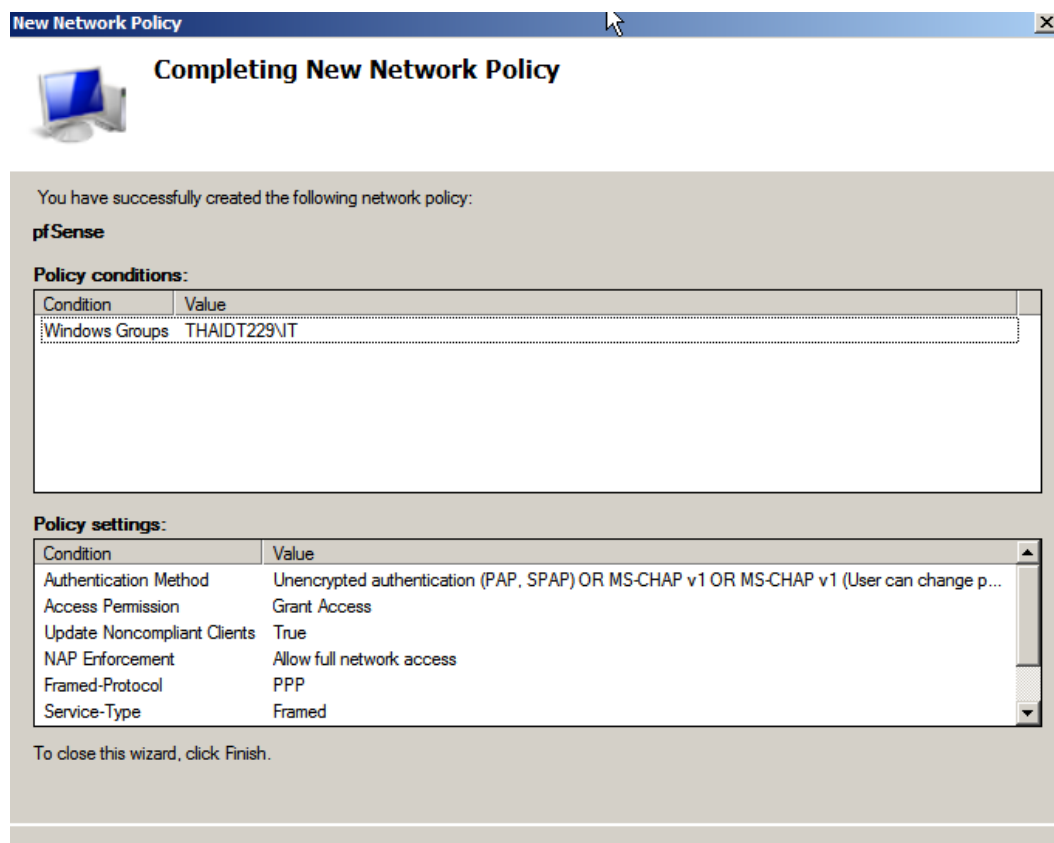 New Network Policy
Completing New Network Policy
You have successfully created the following network policy:
pfSense
Policy conditions:
Condition Value
Windows Groups THAIDT229\IT
Policy settings:
Condition Value
Authentication Method Unencrypted authentication (PAP, SPAP) OR MS-CHAP v1 OR MS-CHAP v1 (User can change p...
Access Permission Grant Access
Update Noncompliant Clients True
NAP Enforcement Allow full network access
Framed-Protocol PPP
Service-Type Framed
To close this wizard, click Finish.